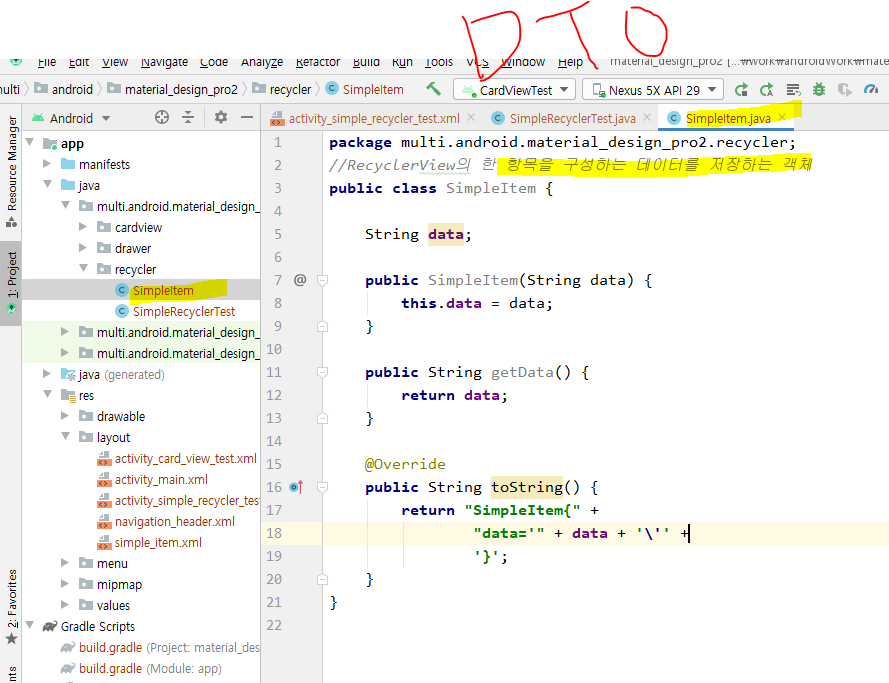 DTO
File Edit View Navigate Code Analyze Refactor Build Run Tools VCS Window Help material_design_pro2 [...₩work₩androidWork₩mate
nulti android material_design_pro2 recycler SimpleItem CardViewTest Nexus 5X API 29
Android activity_simple_recycler_test.xml SimpleRecyclerTest.java SimpleItem.java
Resource Manager
1: Project
2: Favorites
app
manifests
java
multi.android.material_design_
cardview
drawer
recycler
SimpleItem
SimpleRecyclerTest
multi.android.material_design_
multi.android.material_design_
java (generated)
res
drawable
layout
activity_card_view_test.xml
activity_main.xml
activity_simple_recycler_test
navigation_header.xml
simple_item.xml
menu
mipmap
values
Gradle Scripts
build.gradle (Project: material_des
build.gradle (Module: app)
1 package multi.android.material_design_pro2.recycler;
2 //RecyclerView의 한 항목을 구성하는 데이터를 저장하는 객체
3 public class SimpleItem {
4
5 String data;
6
7 @ public SimpleItem(String data) {
8 this.data = data;
9 }
10
11 public String getData() {
12 return data;
13 }
14
15 @Override
16 public String toString() {
17 return "SimpleItem{" +
18 "data='" + data + '\'' +
19 '}';
20 }
21 }
22